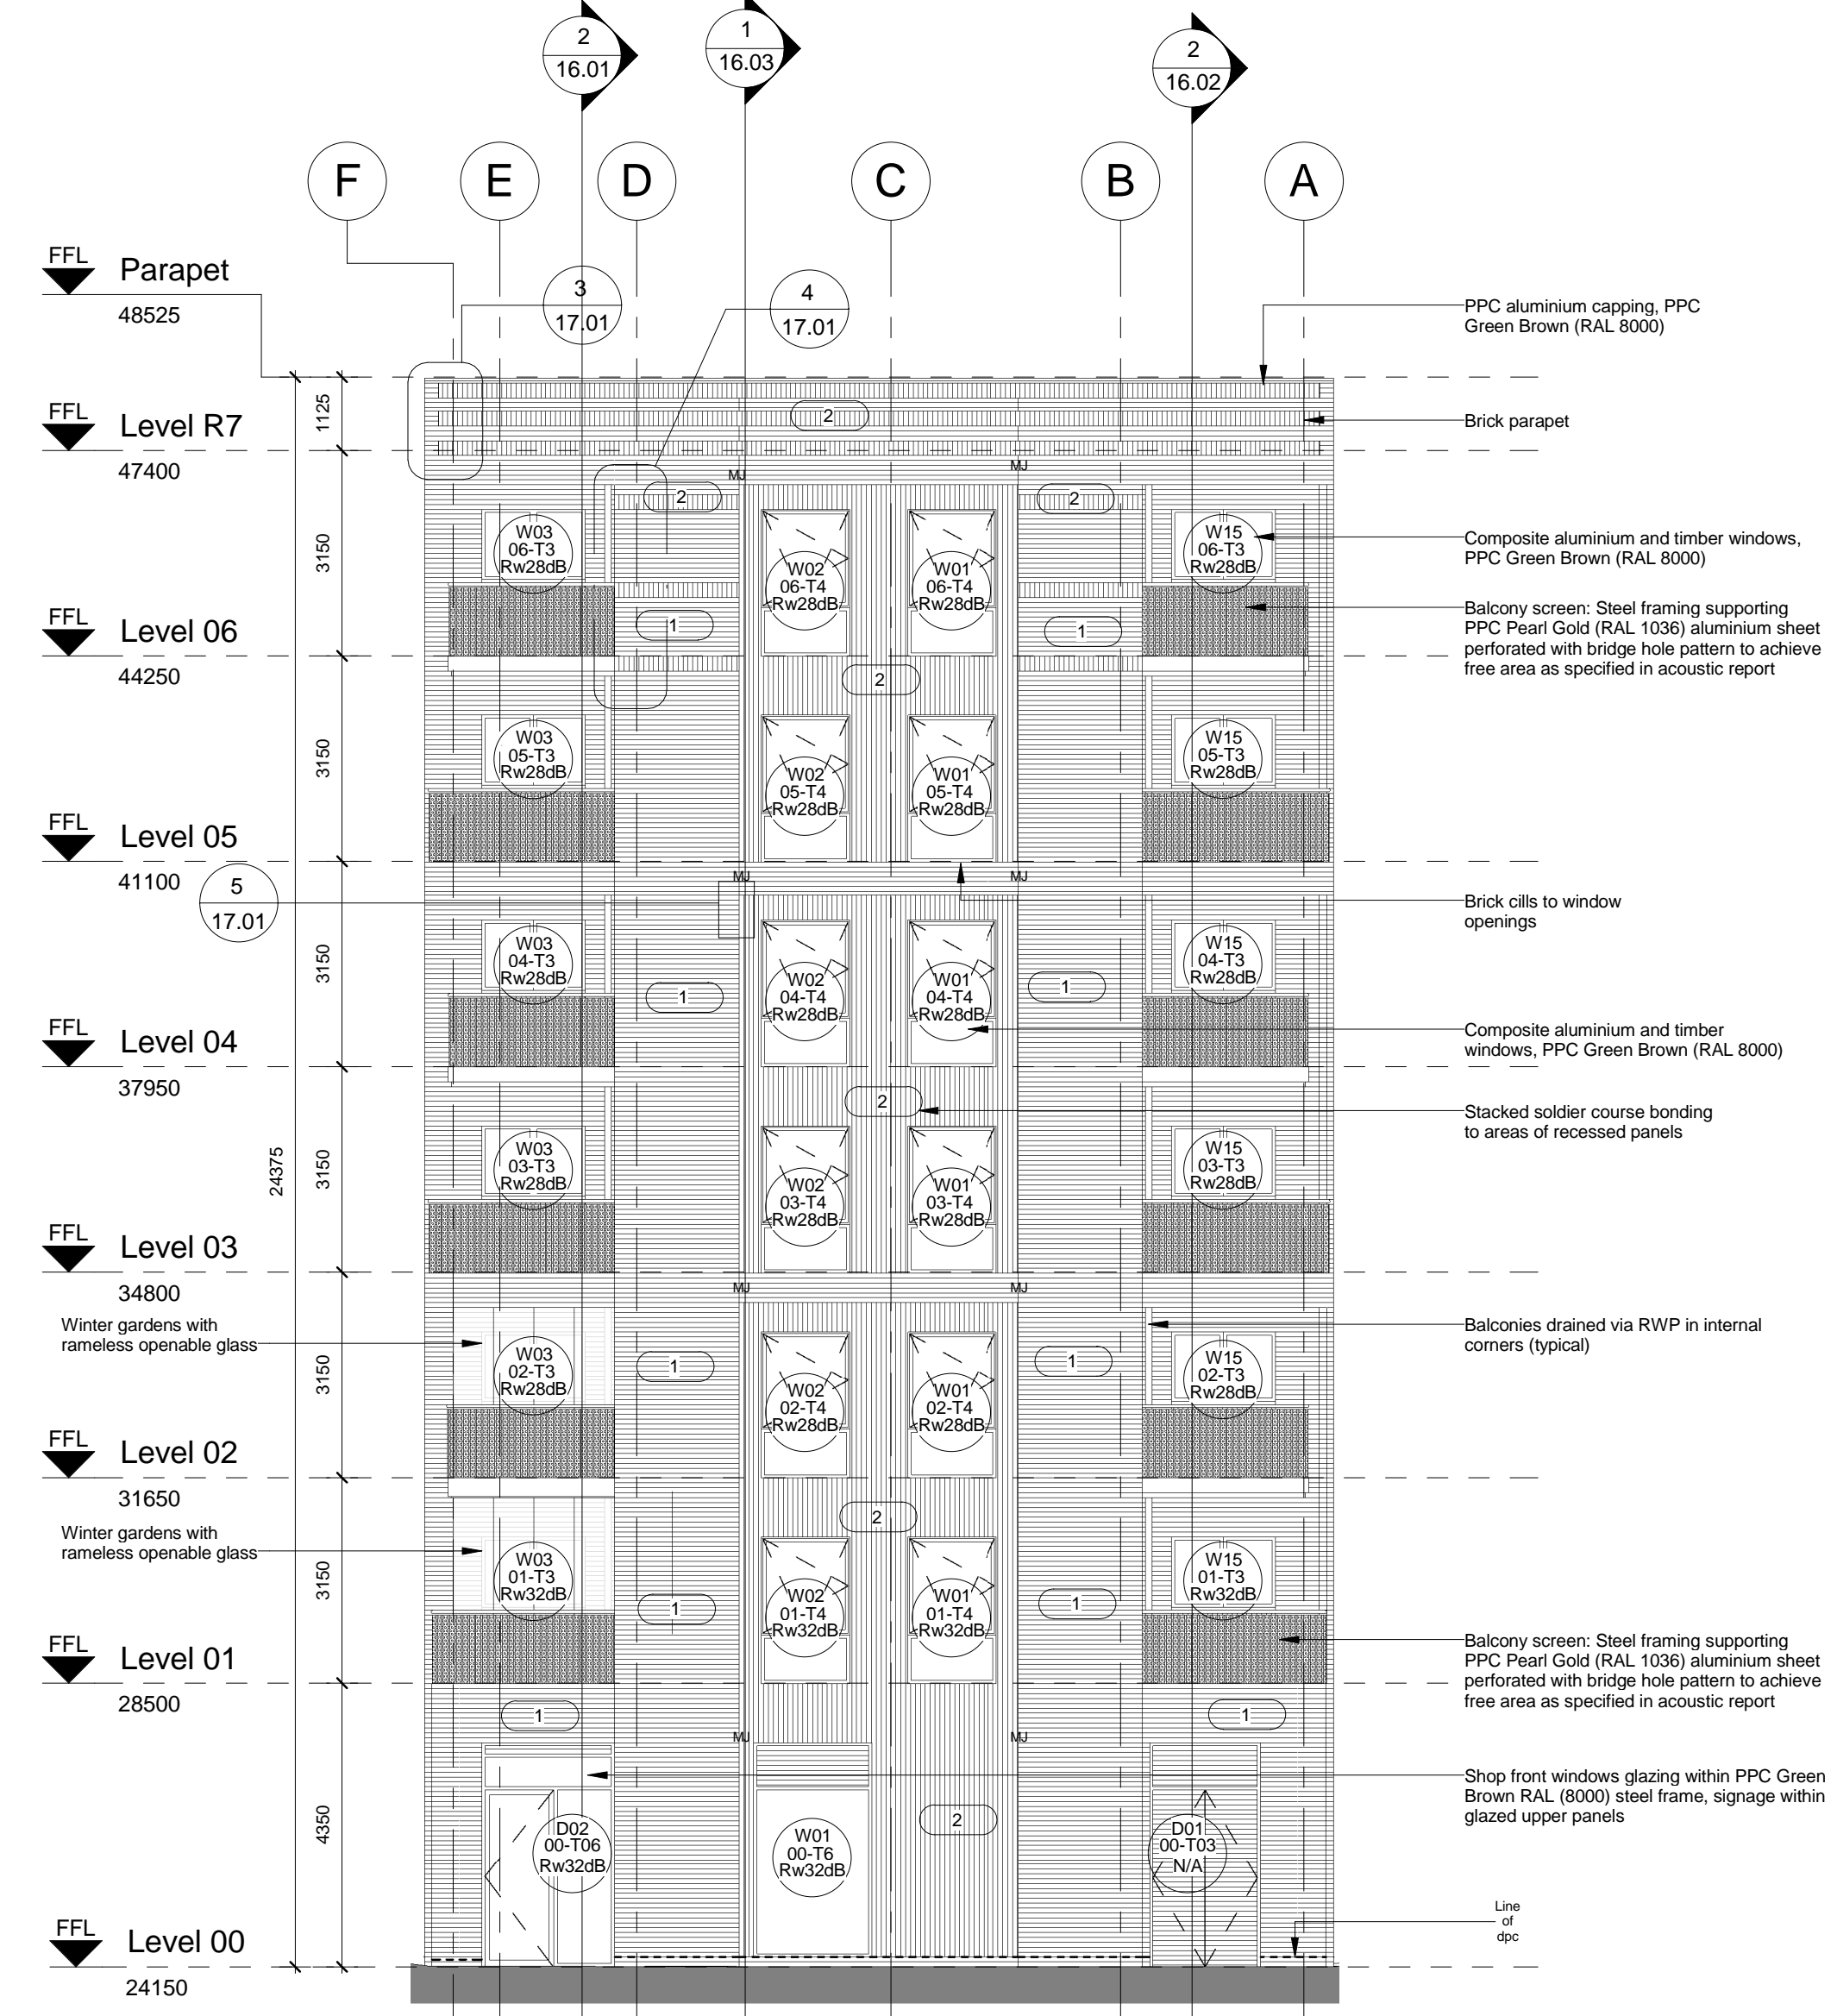 2
16.01
1
16.03
2
16.02
F
E
D
C
B
A
FFL
Parapet
48525
3
17.01
4
17.01
PPC aluminium capping, PPC
Green Brown (RAL 8000)
1125
FFL
Level R7
47400
2
Brick parapet
MJ
MJ
2
2
3150
W03
06-T3
Rw28dB
W02
06-T4
Rw28dB
W01
06-T4
Rw28dB
W15
06-T3
Rw28dB
Composite aluminium and timber windows,
PPC Green Brown (RAL 8000)
Balcony screen: Steel framing supporting
PPC Pearl Gold (RAL 1036) aluminium sheet
perforated with bridge hole pattern to achieve
free area as specified in acoustic report
FFL
Level 06
44250
1
1
2
3150
W03
05-T3
Rw28dB
W02
05-T4
Rw28dB
W01
05-T4
Rw28dB
W15
05-T3
Rw28dB
FFL
Level 05
41100
5
17.01
MJ
MJ
Brick cills to window
openings
3150
W03
04-T3
Rw28dB
1
W02
04-T4
Rw28dB
W01
04-T4
Rw28dB
1
W15
04-T3
Rw28dB
Composite aluminium and timber
windows, PPC Green Brown (RAL 8000)
FFL
Level 04
37950
2
Stacked soldier course bonding
to areas of recessed panels
24375
3150
W03
03-T3
Rw28dB
W02
03-T4
Rw28dB
W01
03-T4
Rw28dB
W15
03-T3
Rw28dB
FFL
Level 03
34800
MJ
MJ
Winter gardens with
rameless openable glass
Balconies drained via RWP in internal
corners (typical)
3150
W03
02-T3
Rw28dB
1
W02
02-T4
Rw28dB
W01
02-T4
Rw28dB
1
W15
02-T3
Rw28dB
FFL
Level 02
31650
2
Winter gardens with
rameless openable glass
3150
W03
01-T3
Rw32dB
1
W02
01-T4
Rw32dB
W01
01-T4
Rw32dB
1
W15
01-T3
Rw32dB
Balcony screen: Steel framing supporting
PPC Pearl Gold (RAL 1036) aluminium sheet
perforated with bridge hole pattern to achieve
free area as specified in acoustic report
FFL
Level 01
28500
1
1
MJ
MJ
Shop front windows glazing within PPC Green
Brown RAL (8000) steel frame, signage within
glazed upper panels
4350
D02
00-T06
Rw32dB
W01
00-T6
Rw32dB
2
D01
00-T03
N/A
Line
of
dpc
FFL
Level 00
24150